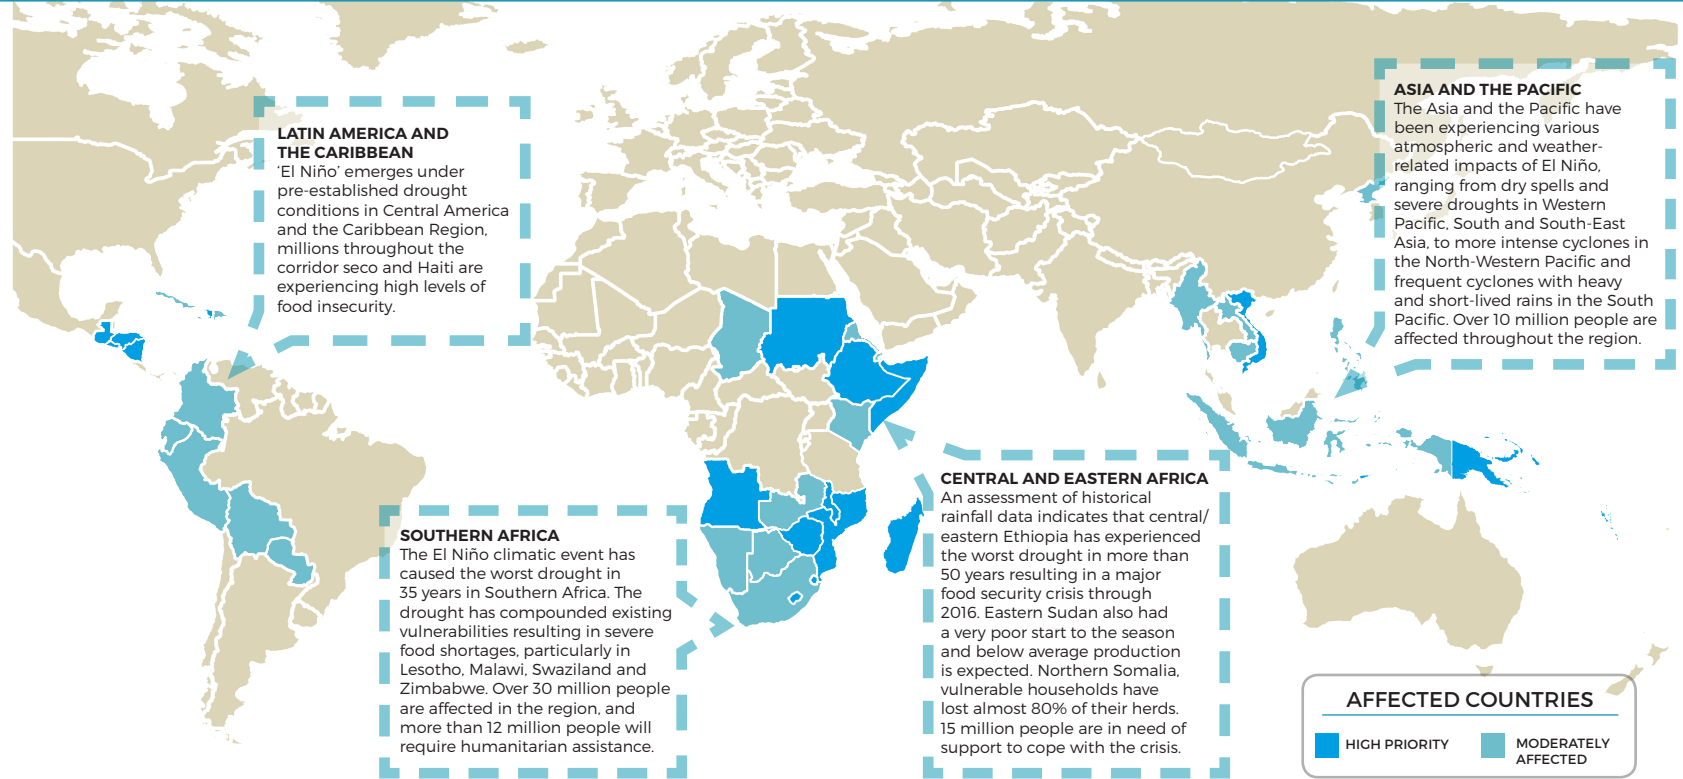 LATIN AMERICA AND
THE CARIBBEAN
‘El Niño’ emerges under
pre-established drought
conditions in Central America
and the Caribbean Region,
millions throughout the
corridor seco and Haiti are
experiencing high levels of
food insecurity.
ASIA AND THE PACIFIC
The Asia and the Pacific have
been experiencing various
atmospheric and weather-
related impacts of El Niño,
ranging from dry spells and
severe droughts in Western
Pacific, South and South-East
Asia, to more intense cyclones in
the North-Western Pacific and
frequent cyclones with heavy
and short-lived rains in the South
Pacific. Over 10 million people are
affected throughout the region.
SOUTHERN AFRICA
The El Niño climatic event has
caused the worst drought in
35 years in Southern Africa. The
drought has compounded existing
vulnerabilities resulting in severe
food shortages, particularly in
Lesotho, Malawi, Swaziland and
Zimbabwe. Over 30 million people
are affected in the region, and
more than 12 million people will
require humanitarian assistance.
CENTRAL AND EASTERN AFRICA
An assessment of historical
rainfall data indicates that central/
eastern Ethiopia has experienced
the worst drought in more than
50 years resulting in a major
food security crisis through
2016. Eastern Sudan also had
a very poor start to the season
and below average production
is expected. Northern Somalia,
vulnerable households have
lost almost 80% of their herds.
15 million people are in need of
support to cope with the crisis.
AFFECTED COUNTRIES
HIGH PRIORITY
MODERATELY
AFFECTED